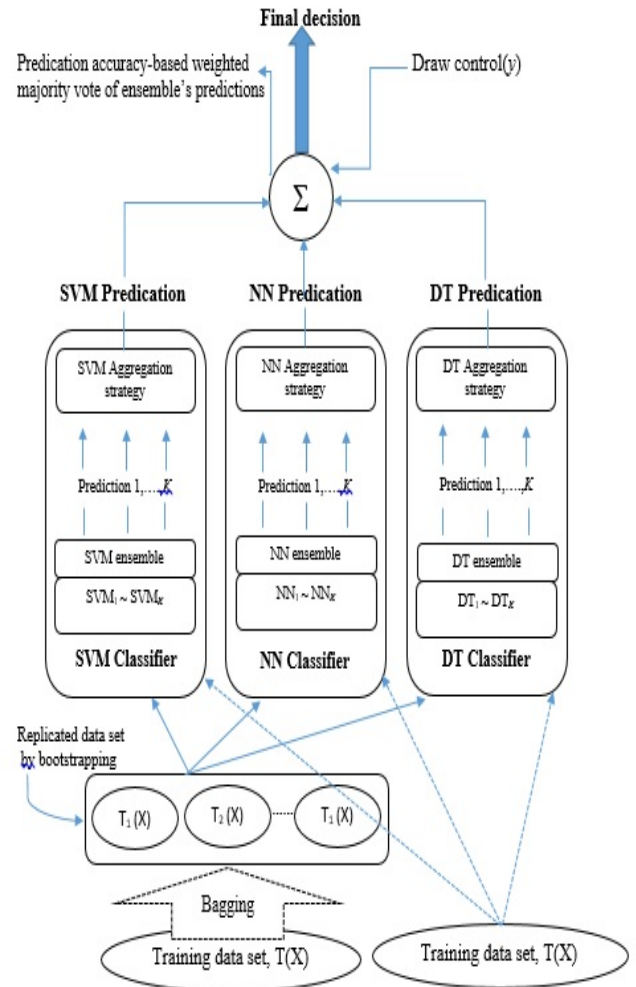 Final decision
Predication accuracy-based weighted
majority vote of ensemble's predictions
Draw control(y)
Σ
SVM Predication
NN Predication
DT Predication
SVM Aggregation
strategy
NN Aggregation
strategy
DT Aggregation
strategy
Prediction 1,....,K
Prediction 1,....,K
Prediction 1,....,K
SVM ensemble
NN ensemble
DT ensemble
SVM₁ ~ SVMK
NN₁ ~ NNK
DT₁ ~ DTK
SVM Classifier
NN Classifier
DT Classifier
Replicated data set
by bootstrapping
T₁ (X)
T₂ (X)
T₁ (X)
Bagging
Training data set, T(X)
Training data set, T(X)